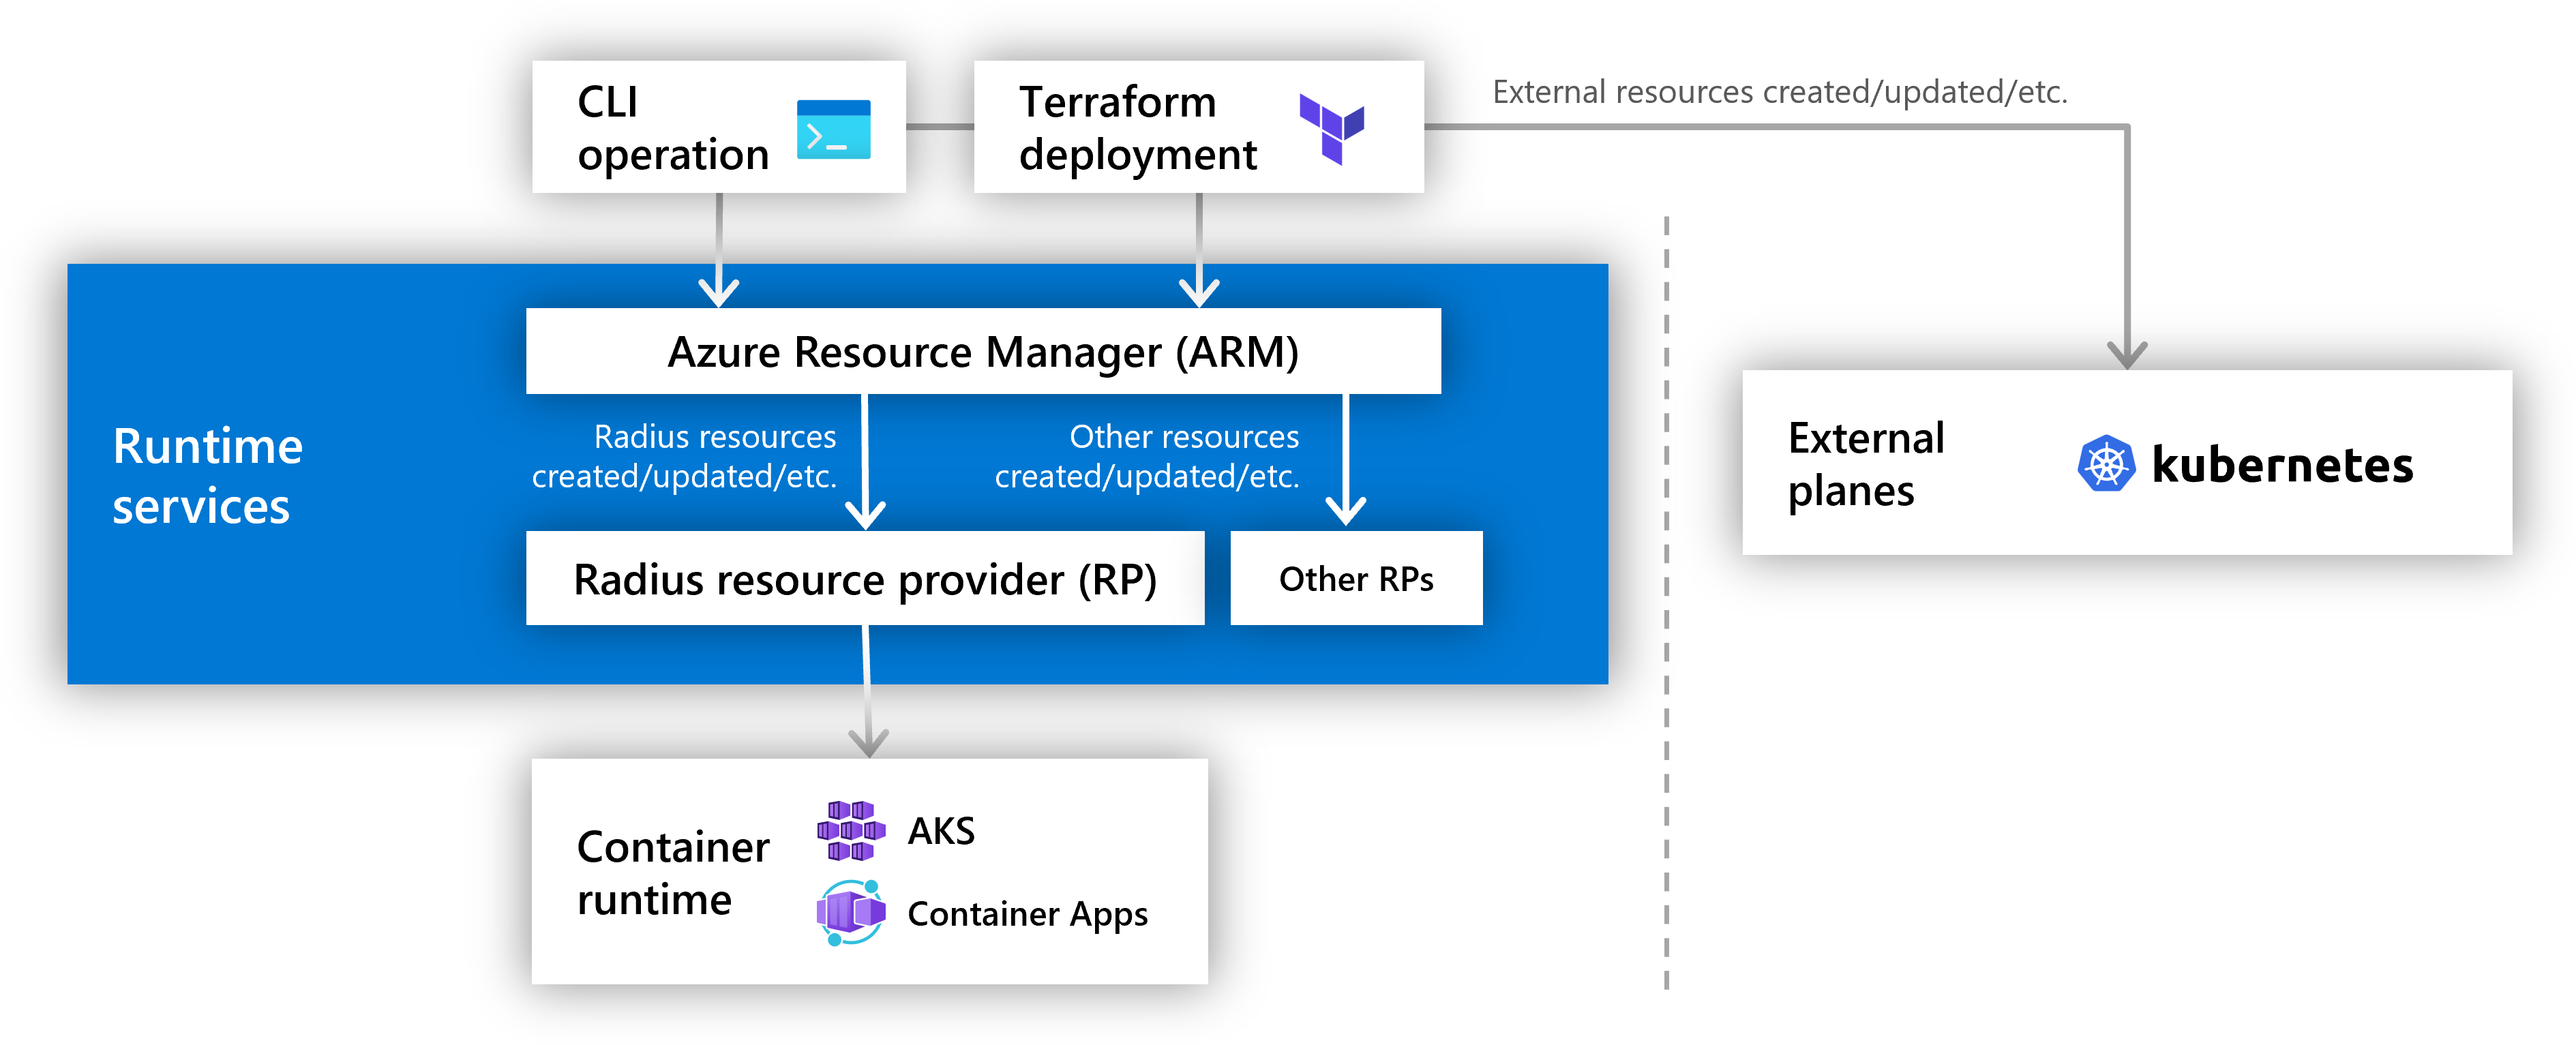 CLI
operation
Terraform
deployment
External resources created/updated/etc.
Azure Resource Manager (ARM)
Runtime
services
Radius resources
created/updated/etc.
Other resources
created/updated/etc.
Radius resource provider (RP)
Other RPs
External
planes
kubernetes
Container
runtime
AKS
Container Apps